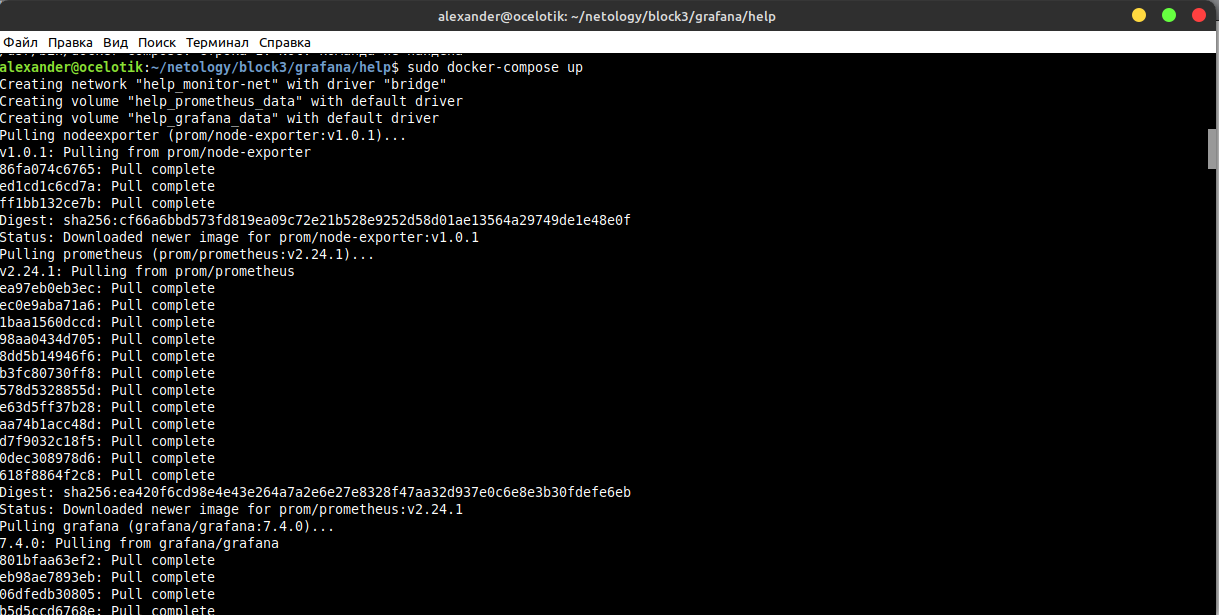 alexander@ocelotik: ~/netology/block3/grafana/help
Файл Правка Вид Поиск Терминал Справка
alexander@ocelotik:~/netology/block3/grafana/help$ sudo docker-compose up
Creating network "help_monitor-net" with driver "bridge"
Creating volume "help_prometheus_data" with default driver
Creating volume "help_grafana_data" with default driver
Pulling nodeexporter (prom/node-exporter:v1.0.1)...
v1.0.1: Pulling from prom/node-exporter
86fa074c6765: Pull complete
ed1cd1c6cd7a: Pull complete
ff1bb132ce7b: Pull complete
Digest: sha256:cf66a6bbd573fd819ea09c72e21b528e9252d58d01ae13564a29749de1e48e0f
Status: Downloaded newer image for prom/node-exporter:v1.0.1
Pulling prometheus (prom/prometheus:v2.24.1)...
v2.24.1: Pulling from prom/prometheus
ea97eb0eb3ec: Pull complete
ec0e9aba71a6: Pull complete
1baa1560dccd: Pull complete
98aa0434d705: Pull complete
8dd5b14946f6: Pull complete
b3fc80730ff8: Pull complete
578d5328855d: Pull complete
e63d5ff37b28: Pull complete
aa74b1acc48d: Pull complete
d7f9032c18f5: Pull complete
0dec308978d6: Pull complete
618f8864f2c8: Pull complete
Digest: sha256:ea420f6cd98e4e43e264a7a2e6e27e8328f47aa32d937e0c6e8e3b30fdefe6eb
Status: Downloaded newer image for prom/prometheus:v2.24.1
Pulling grafana (grafana/grafana:7.4.0)...
7.4.0: Pulling from grafana/grafana
801bfaa63ef2: Pull complete
eb98ae7893eb: Pull complete
06dfedb30805: Pull complete
b5d5ccd6768e: Pull complete